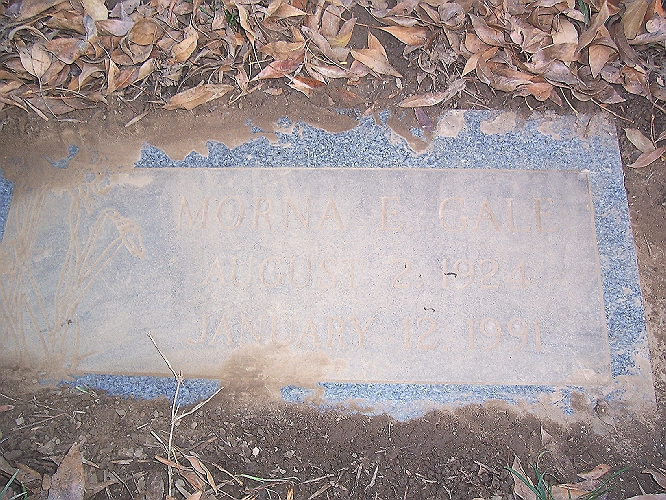 MORNA E. GALE
AUGUST 2, 1924
JANUARY 12, 1991